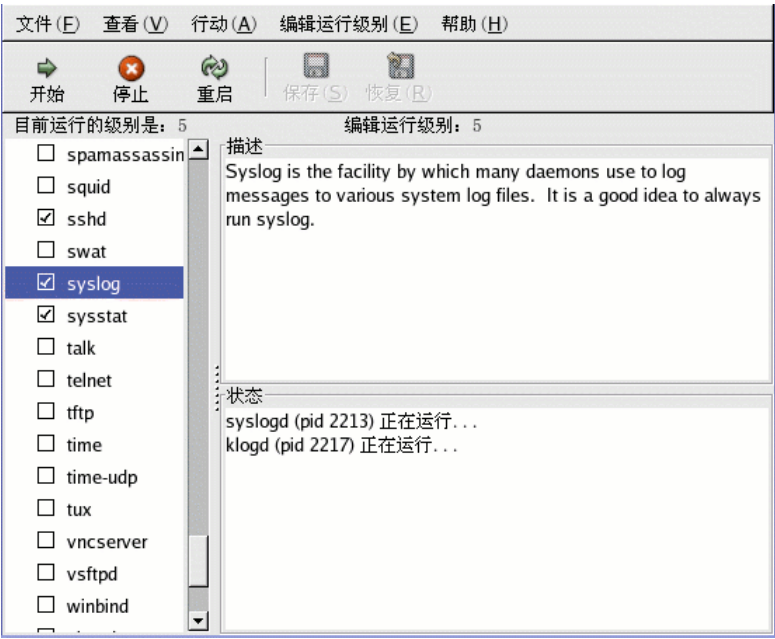 文件(F) 查看(V) 行动(A) 编辑运行级别(E) 帮助(H)
开始 停止 重启 保存(S) 恢复(R)
目前运行的级别是: 5 编辑运行级别: 5
spamassassin
squid
sshd
swat
syslog
sysstat
talk
telnet
tftp
time
time-udp
tux
vncserver
vsftpd
winbind
描述
Syslog is the facility by which many daemons use to log
messages to various system log files. It is a good idea to always
run syslog.
状态
syslogd (pid 2213) 正在运行...
klogd (pid 2217) 正在运行...